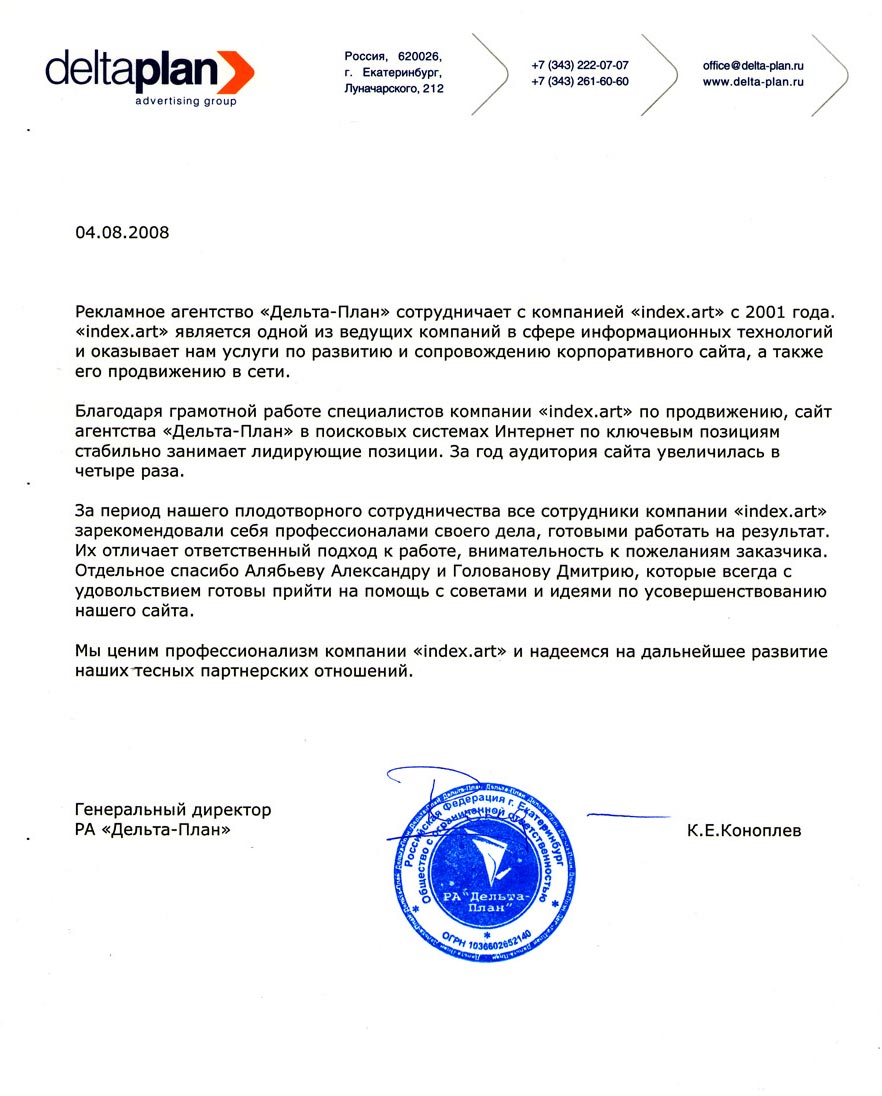 deltaplan
advertising group
Россия, 620026,
г. Екатеринбург,
Луначарского, 212
+7 (343) 222-07-07
+7 (343) 261-60-60
office@delta-plan.ru
www.delta-plan.ru
04.08.2008
Рекламное агентство «Дельта-План» сотрудничает с компанией «index.art» с 2001 года.
«index.art» является одной из ведущих компаний в сфере информационных технологий
и оказывает нам услуги по развитию и сопровождению корпоративного сайта, а также
его продвижению в сети.
Благодаря грамотной работе специалистов компании «index.art» по продвижению, сайт
агентства «Дельта-План» в поисковых системах Интернет по ключевым позициям
стабильно занимает лидирующие позиции. За год аудитория сайта увеличилась в
четыре раза.
За период нашего плодотворного сотрудничества все сотрудники компании «index.art»
зарекомендовали себя профессионалами своего дела, готовыми работать на результат.
Их отличает ответственный подход к работе, внимательность к пожеланиям заказчика.
Отдельное спасибо Алябьеву Александру и Голованову Дмитрию, которые всегда с
удовольствием готовы прийти на помощь с советами и идеями по усовершенствованию
нашего сайта.
Мы ценим профессионализм компании «index.art» и надеемся на дальнейшее развитие
наших тесных партнерских отношений.
Генеральный директор
РА «Дельта-План»
К.Е.Коноплев
Российская Федерация г. Екатеринбург
Общество с ограниченной ответственностью
РА "Дельта-
План"
ОГРН 1036602652140